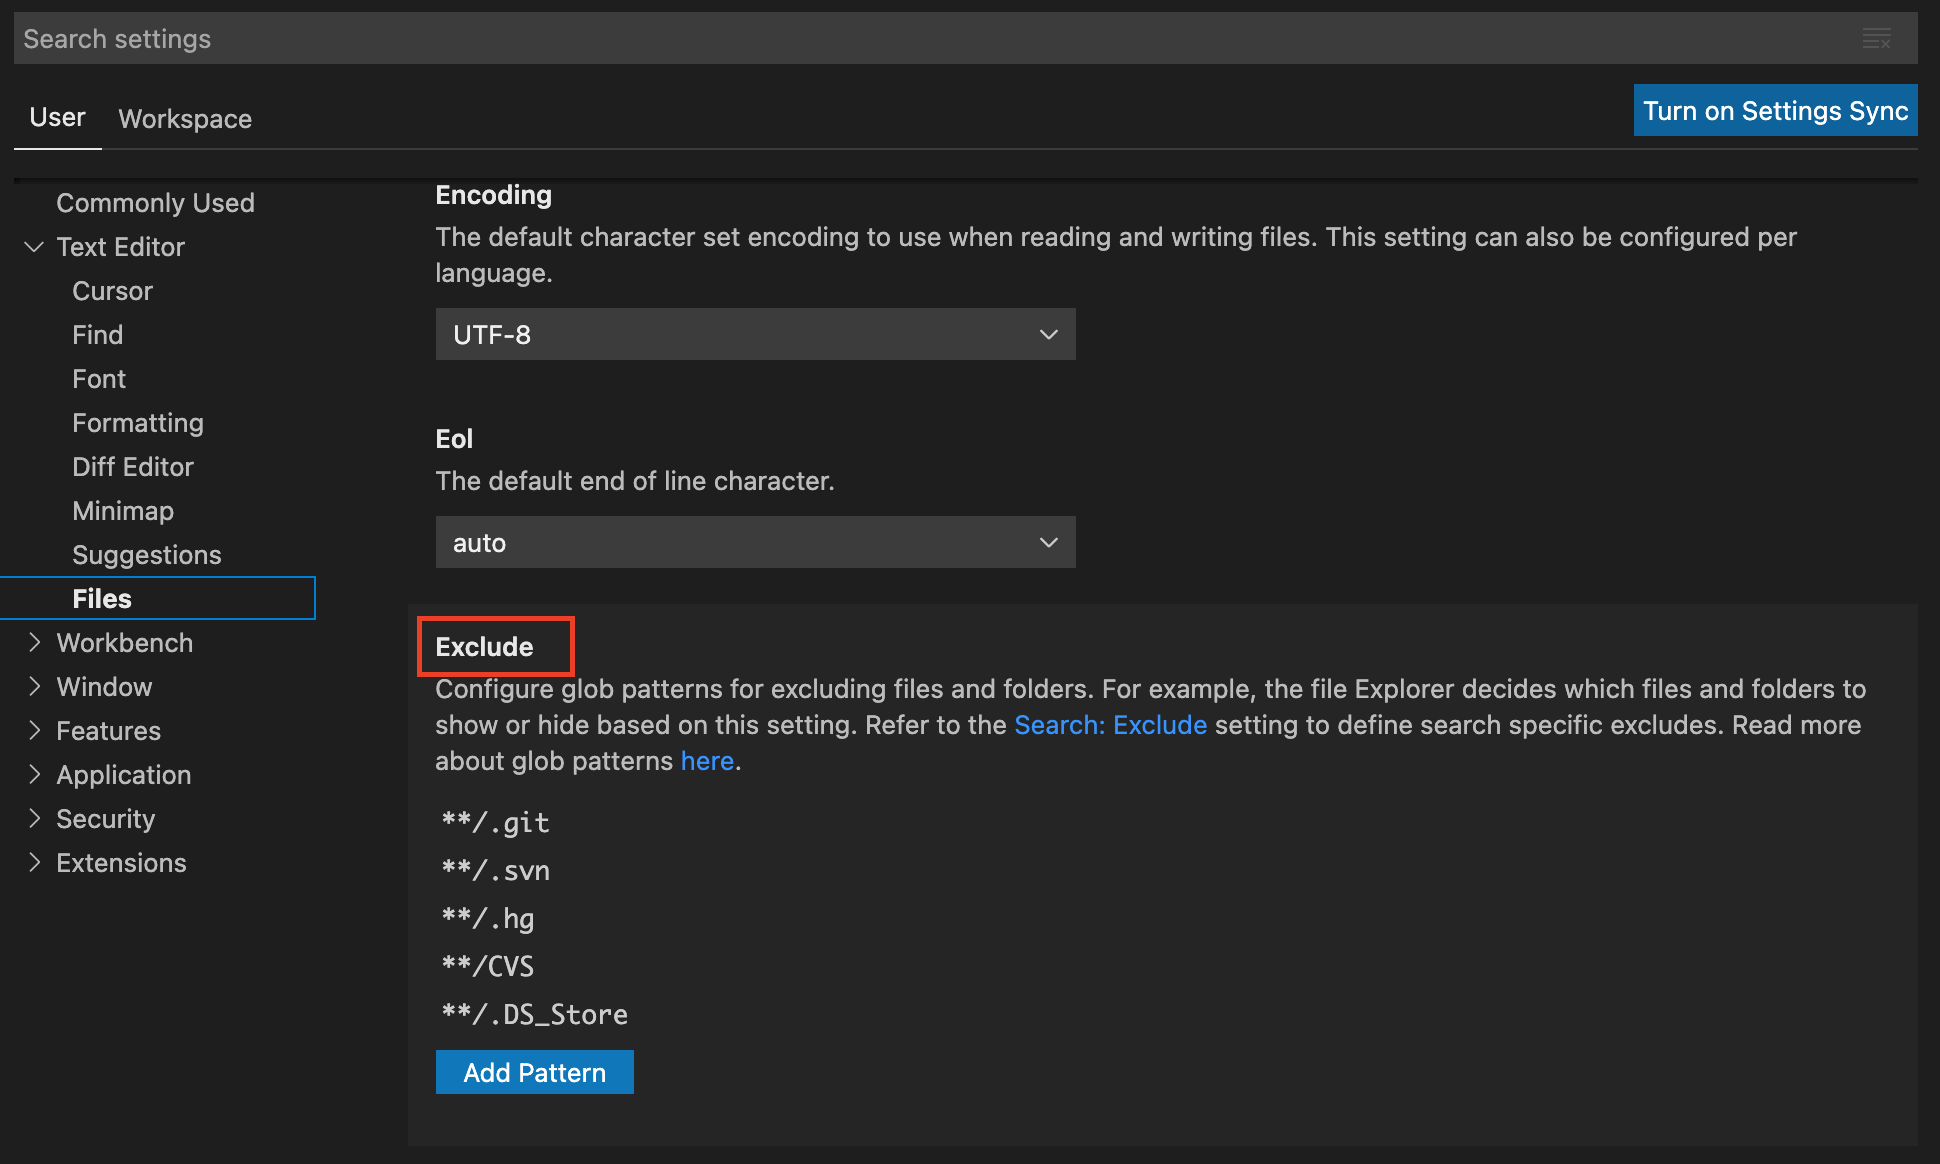 Search settings
User
Workspace
Turn on Settings Sync
Commonly Used
Text Editor
Cursor
Find
Font
Formatting
Diff Editor
Minimap
Suggestions
Files
Workbench
Window
Features
Application
Security
Extensions
Encoding
The default character set encoding to use when reading and writing files. This setting can also be configured per
language.
UTF-8
Eol
The default end of line character.
auto
Exclude
Configure glob patterns for excluding files and folders. For example, the file Explorer decides which files and folders to
show or hide based on this setting. Refer to the Search: Exclude setting to define search specific excludes. Read more
about glob patterns here.
**/.git
**/.svn
**/.hg
**/CVS
**/.DS_Store
Add Pattern